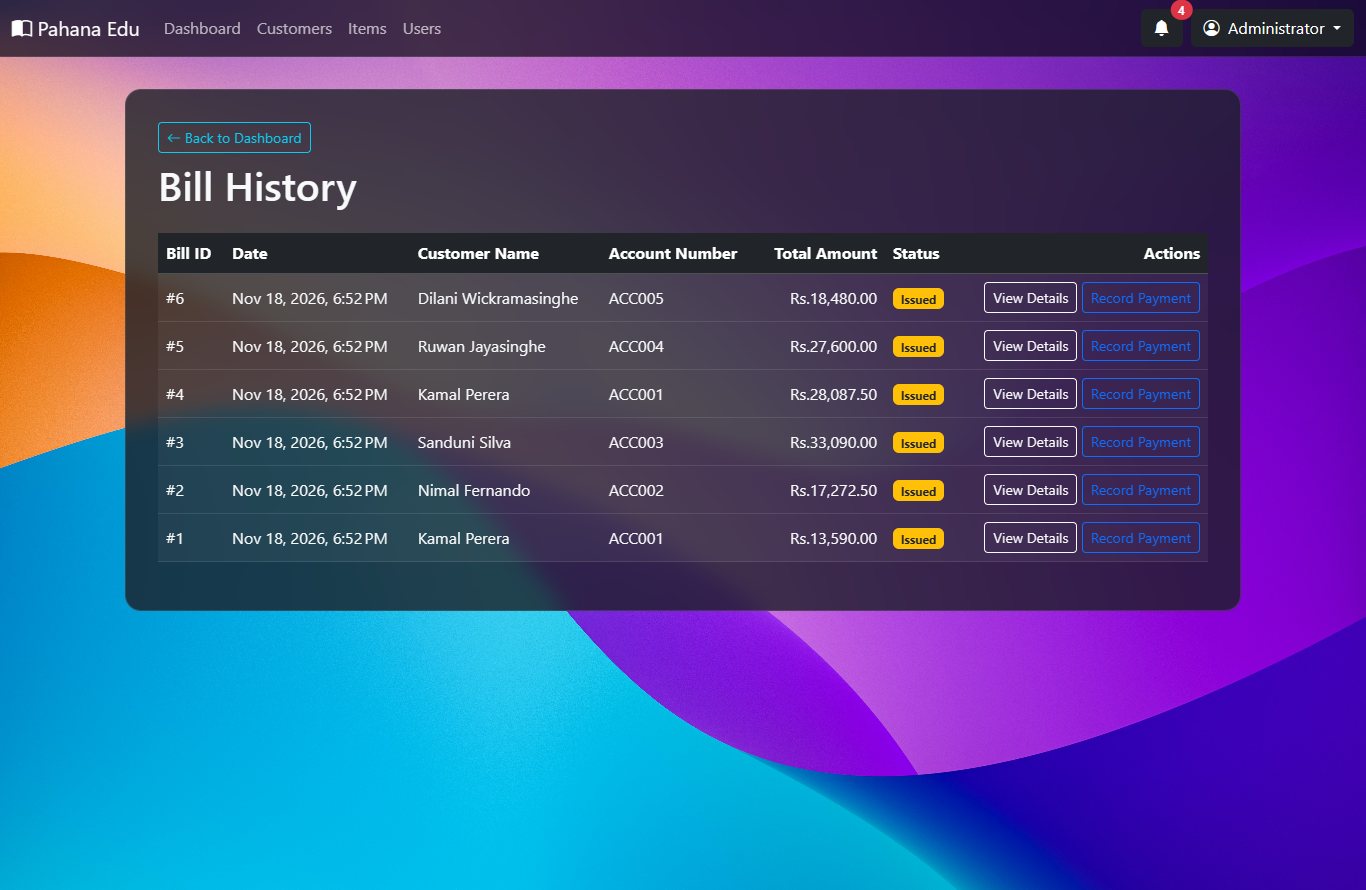 Pahana Edu Dashboard Customers Items Users 4 Administrator
← Back to Dashboard
Bill History
Bill ID Date Customer Name Account Number Total Amount Status Actions
#6 Nov 18, 2026, 6:52 PM Dilani Wickramasinghe ACC005 Rs.18,480.00 Issued View Details Record Payment
#5 Nov 18, 2026, 6:52 PM Ruwan Jayasinghe ACC004 Rs.27,600.00 Issued View Details Record Payment
#4 Nov 18, 2026, 6:52 PM Kamal Perera ACC001 Rs.28,087.50 Issued View Details Record Payment
#3 Nov 18, 2026, 6:52 PM Sanduni Silva ACC003 Rs.33,090.00 Issued View Details Record Payment
#2 Nov 18, 2026, 6:52 PM Nimal Fernando ACC002 Rs.17,272.50 Issued View Details Record Payment
#1 Nov 18, 2026, 6:52 PM Kamal Perera ACC001 Rs.13,590.00 Issued View Details Record Payment